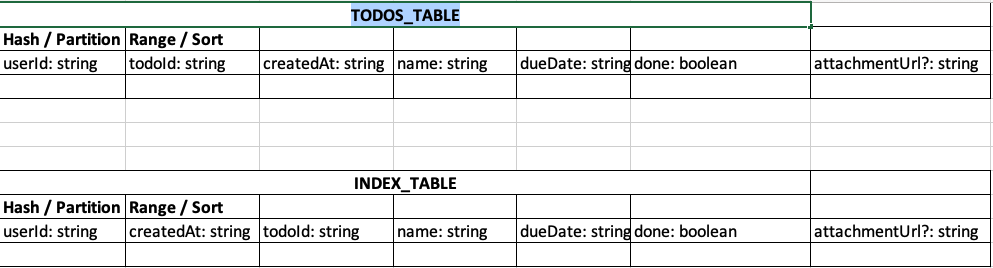 TODOS_TABLE
Hash / Partition Range / Sort
userId: string todoId: string createdAt: string name: string dueDate: string done: boolean attachmentUrl?: string
INDEX_TABLE
Hash / Partition Range / Sort
userId: string createdAt: string todoId: string name: string dueDate: string done: boolean attachmentUrl?: string